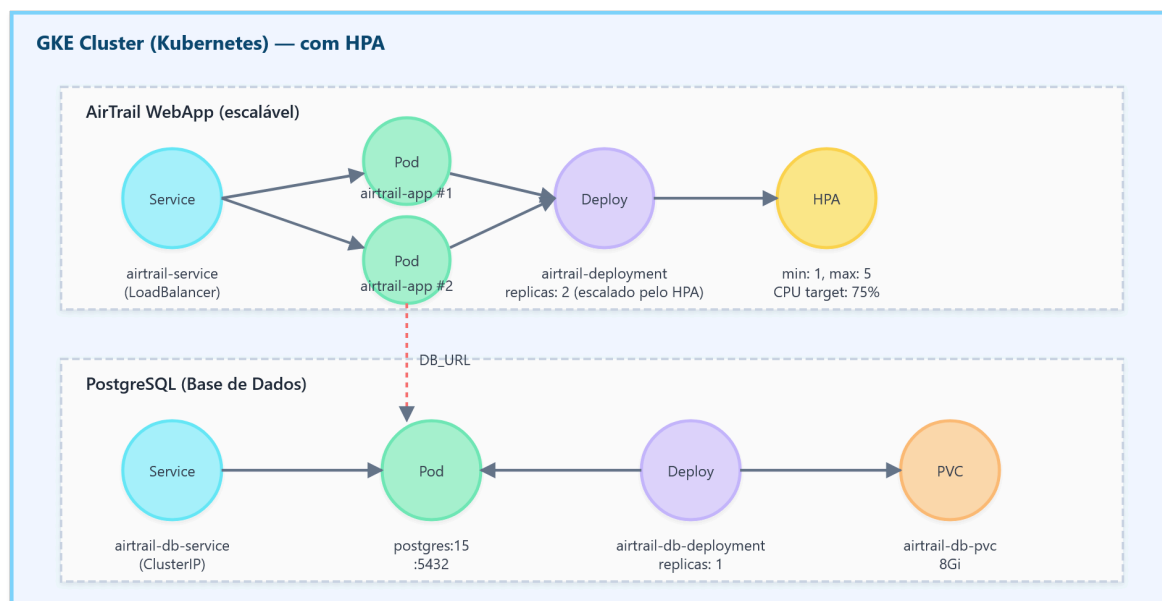 GKE Cluster (Kubernetes) — com HPA
AirTrail WebApp (escalável)
Service
airtrail-service
(LoadBalancer)
Pod
airtrail-app #1
Pod
airtrail-app #2
Deploy
airtrail-deployment
replicas: 2 (escalado pelo HPA)
HPA
min: 1, max: 5
CPU target: 75%
DB_URL
PostgreSQL (Base de Dados)
Service
airtrail-db-service
(ClusterIP)
Pod
postgres:15
:5432
Deploy
airtrail-db-deployment
replicas: 1
PVC
airtrail-db-pvc
8Gi